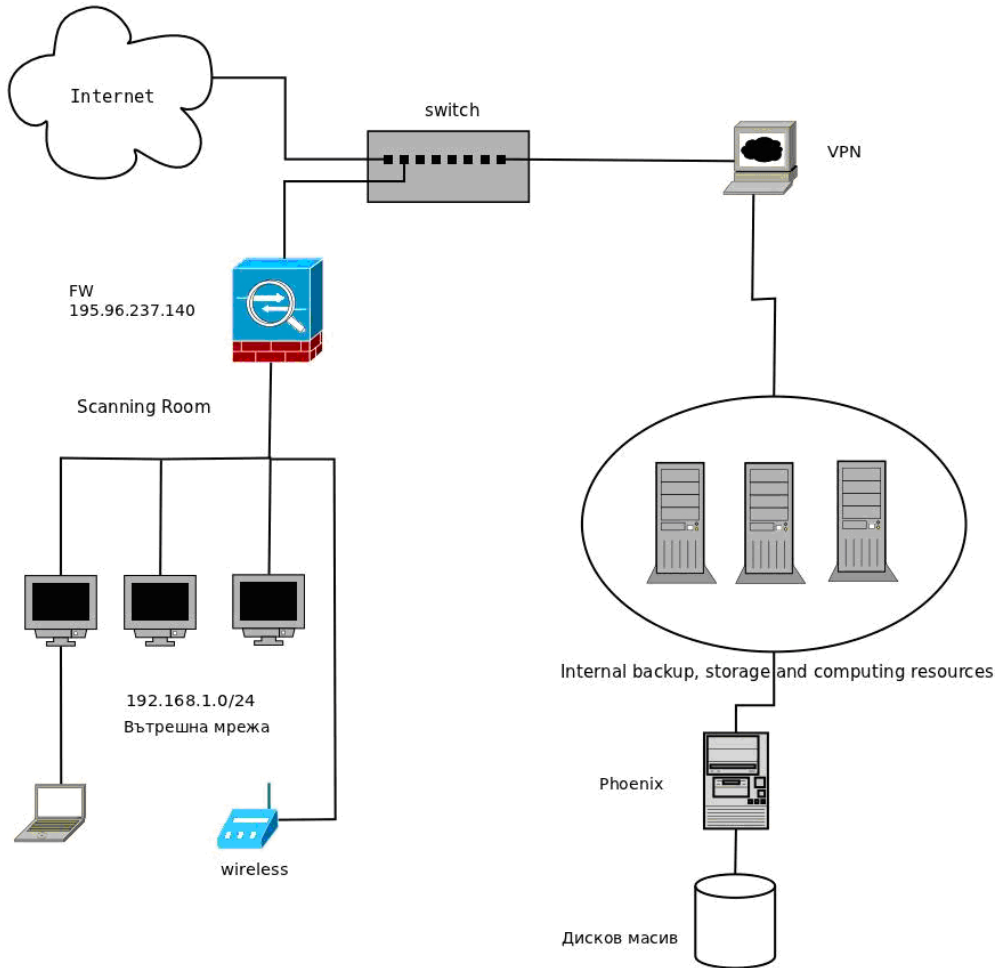 Internet
switch
VPN
FW
195.96.237.140
Scanning Room
Internal backup, storage and computing resources
192.168.1.0/24
Вътрешна мрежа
Phoenix
wireless
Дисков масив